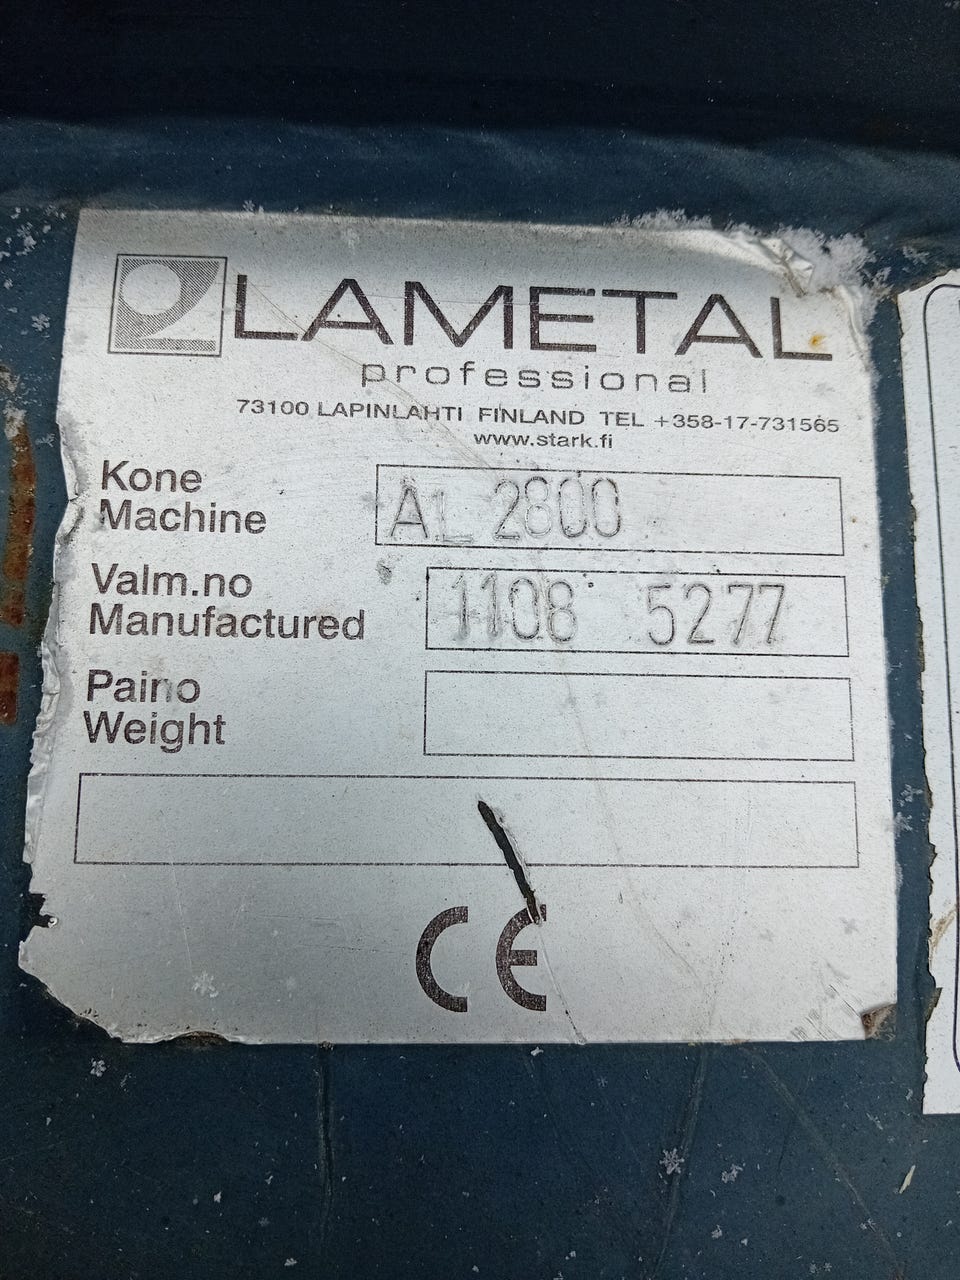 LAMETAL
professional
73100 LAPINLAHTI FINLAND TEL +358-17-731565
www.stark.fi
Kone
Machine
AL 2800
Valm.no
Manufactured
1108 5277
Paino
Weight
CE